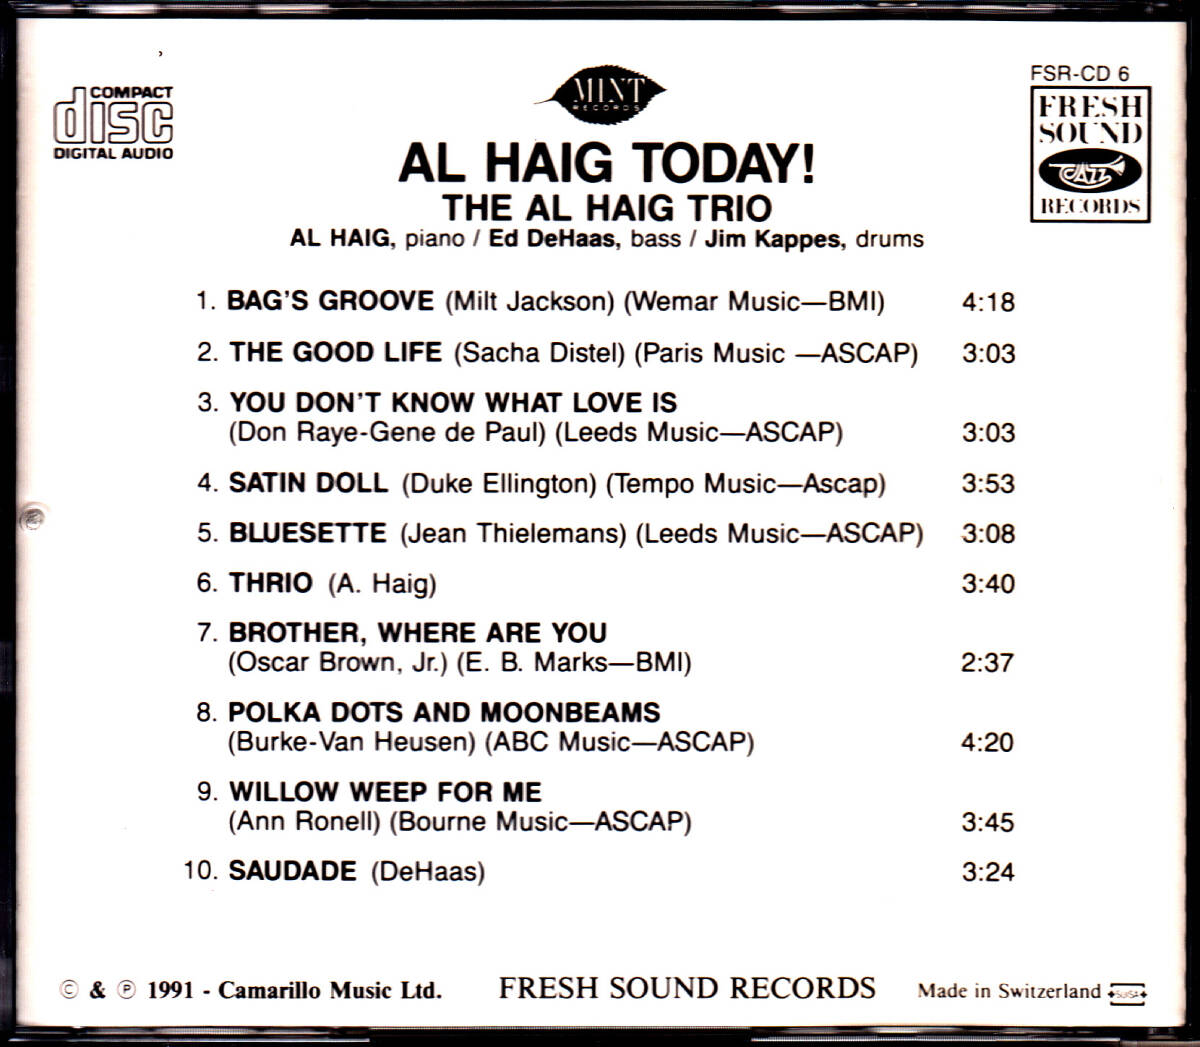 COMPACT
disc
DIGITAL AUDIO
MINT
RECORDS
FSR-CD 6
FRESH
SOUND
JAZZ
RECORDS
AL HAIG TODAY!
THE AL HAIG TRIO
AL HAIG, piano / Ed DeHaas, bass / Jim Kappes, drums
1. BAG'S GROOVE (Milt Jackson) (Wemar Music—BMI) 4:18
2. THE GOOD LIFE (Sacha Distel) (Paris Music —ASCAP) 3:03
3. YOU DON'T KNOW WHAT LOVE IS
(Don Raye-Gene de Paul) (Leeds Music—ASCAP) 3:03
4. SATIN DOLL (Duke Ellington) (Tempo Music—Ascap) 3:53
5. BLUESETTE (Jean Thielemans) (Leeds Music—ASCAP) 3:08
6. THRIO (A. Haig) 3:40
7. BROTHER, WHERE ARE YOU
(Oscar Brown, Jr.) (E. B. Marks—BMI) 2:37
8. POLKA DOTS AND MOONBEAMS
(Burke-Van Heusen) (ABC Music—ASCAP) 4:20
9. WILLOW WEEP FOR ME
(Ann Ronell) (Bourne Music—ASCAP) 3:45
10. SAUDADE (DeHaas) 3:24
© & ℗ 1991 - Camarillo Music Ltd. FRESH SOUND RECORDS Made in Switzerland